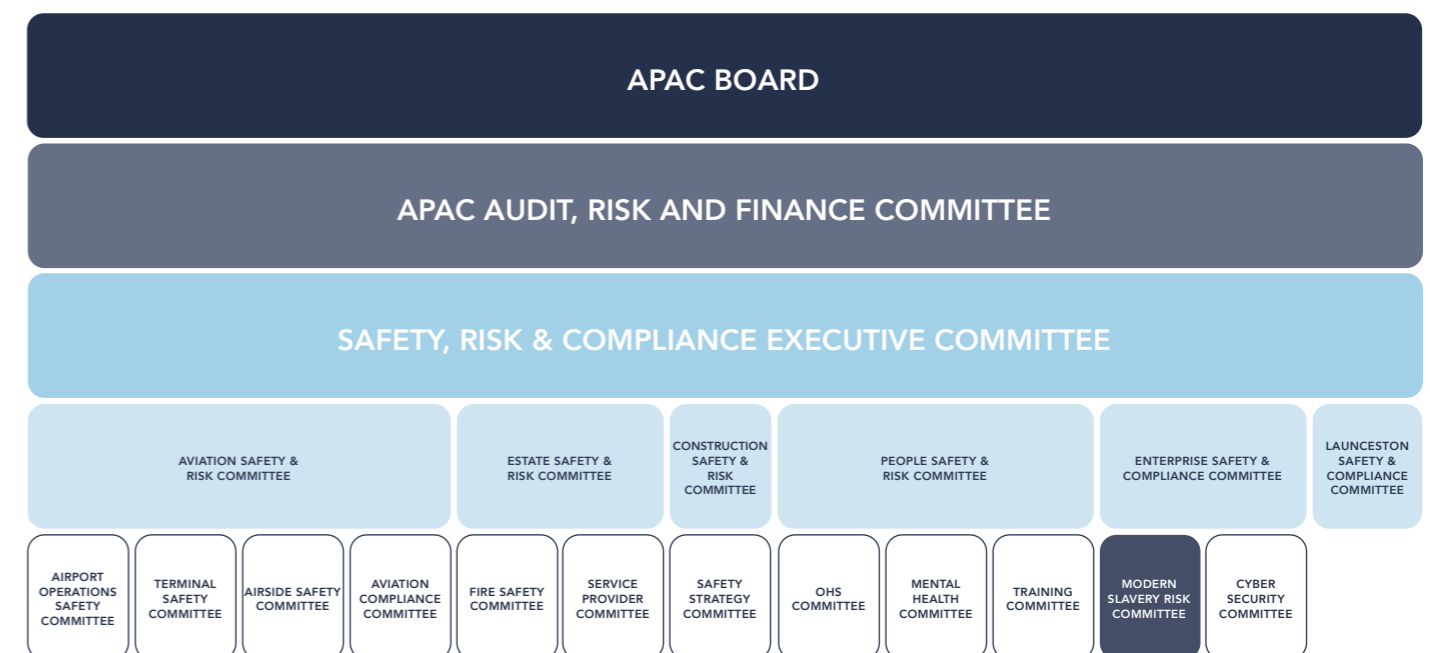 APAC BOARD
APAC AUDIT, RISK AND FINANCE COMMITTEE
SAFETY, RISK & COMPLIANCE EXECUTIVE COMMITTEE
AVIATION SAFETY &
RISK COMMITTEE
ESTATE SAFETY &
RISK COMMITTEE
CONSTRUCTION
SAFETY &
RISK
COMMITTEE
PEOPLE SAFETY &
RISK COMMITTEE
ENTERPRISE SAFETY &
COMPLIANCE COMMITTEE
LAUNCESTON
SAFETY &
COMPLIANCE
COMMITTEE
AIRPORT
OPERATIONS
SAFETY
COMMITTEE
TERMINAL
SAFETY
COMMITTEE
AIRSIDE SAFETY
COMMITTEE
AVIATION
COMPLIANCE
COMMITTEE
FIRE SAFETY
COMMITTEE
SERVICE
PROVIDER
COMMITTEE
SAFETY
STRATEGY
COMMITTEE
OHS
COMMITTEE
MENTAL
HEALTH
COMMITTEE
TRAINING
COMMITTEE
MODERN
SLAVERY RISK
COMMITTEE
CYBER
SECURITY
COMMITTEE